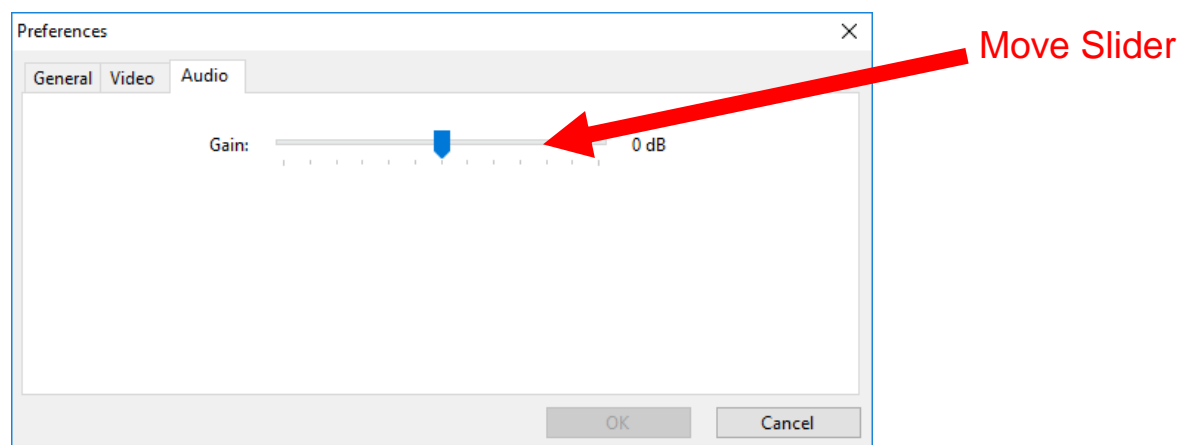 Preferences
Move Slider
General Video Audio
Gain: 0 dB
OK Cancel